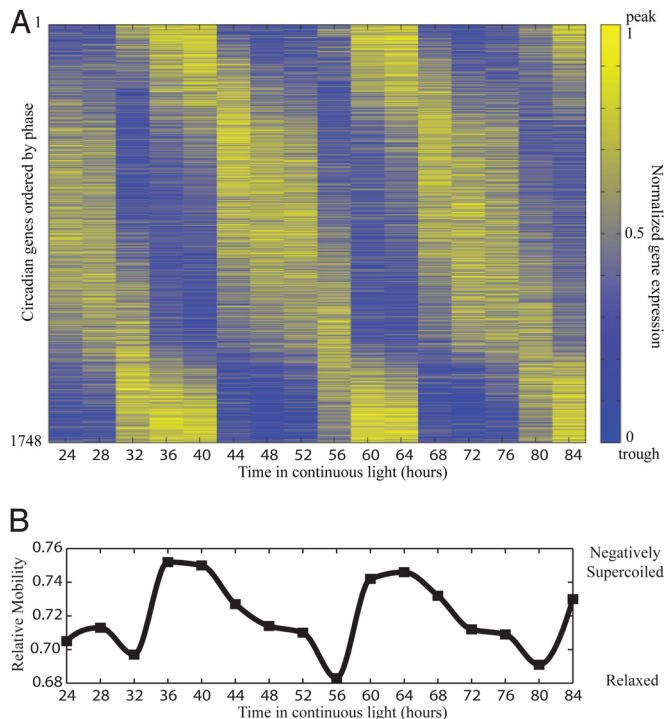 A
1
Circadian genes ordered by phase
1748
24 28 32 36 40 44 48 52 56 60 64 68 72 76 80 84
Time in continuous light (hours)
peak
1
0.5
0
trough
Normalized gene expression
B
0.76
0.74
0.72
0.70
0.68
Relative Mobility
24 28 32 36 40 44 48 52 56 60 64 68 72 76 80 84
Time in continuous light (hours)
Negatively
Supercoiled
Relaxed